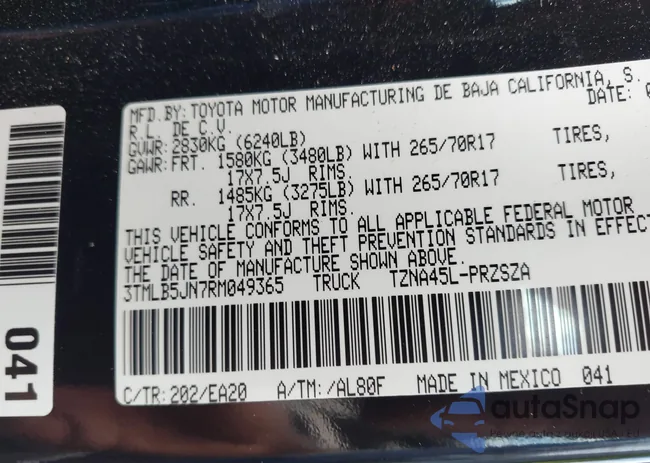 MFD.BY:TOYOTA MOTOR MANUFACTURING DE BAJA CALIFORNIA, S.
R.L. DE C.V. DATE: 0
GVWR: 2830KG (6240LB)
GAWR: FRT. 1580KG (3480LB) WITH 265/70R17 TIRES,
17X7.5J RIMS.
RR. 1485KG (3275LB) WITH 265/70R17 TIRES,
17X7.5J RIMS.
THIS VEHICLE CONFORMS TO ALL APPLICABLE FEDERAL MOTOR
VEHICLE SAFETY AND THEFT PREVENTION STANDARDS IN EFFECT
THE DATE OF MANUFACTURE SHOWN ABOVE.
3TMLB5JN7RM049365 TRUCK TZNA45L-PRZSZA
C/TR:202/EA20 A/TM:/AL80F MADE IN MEXICO 041
041
autoSnap